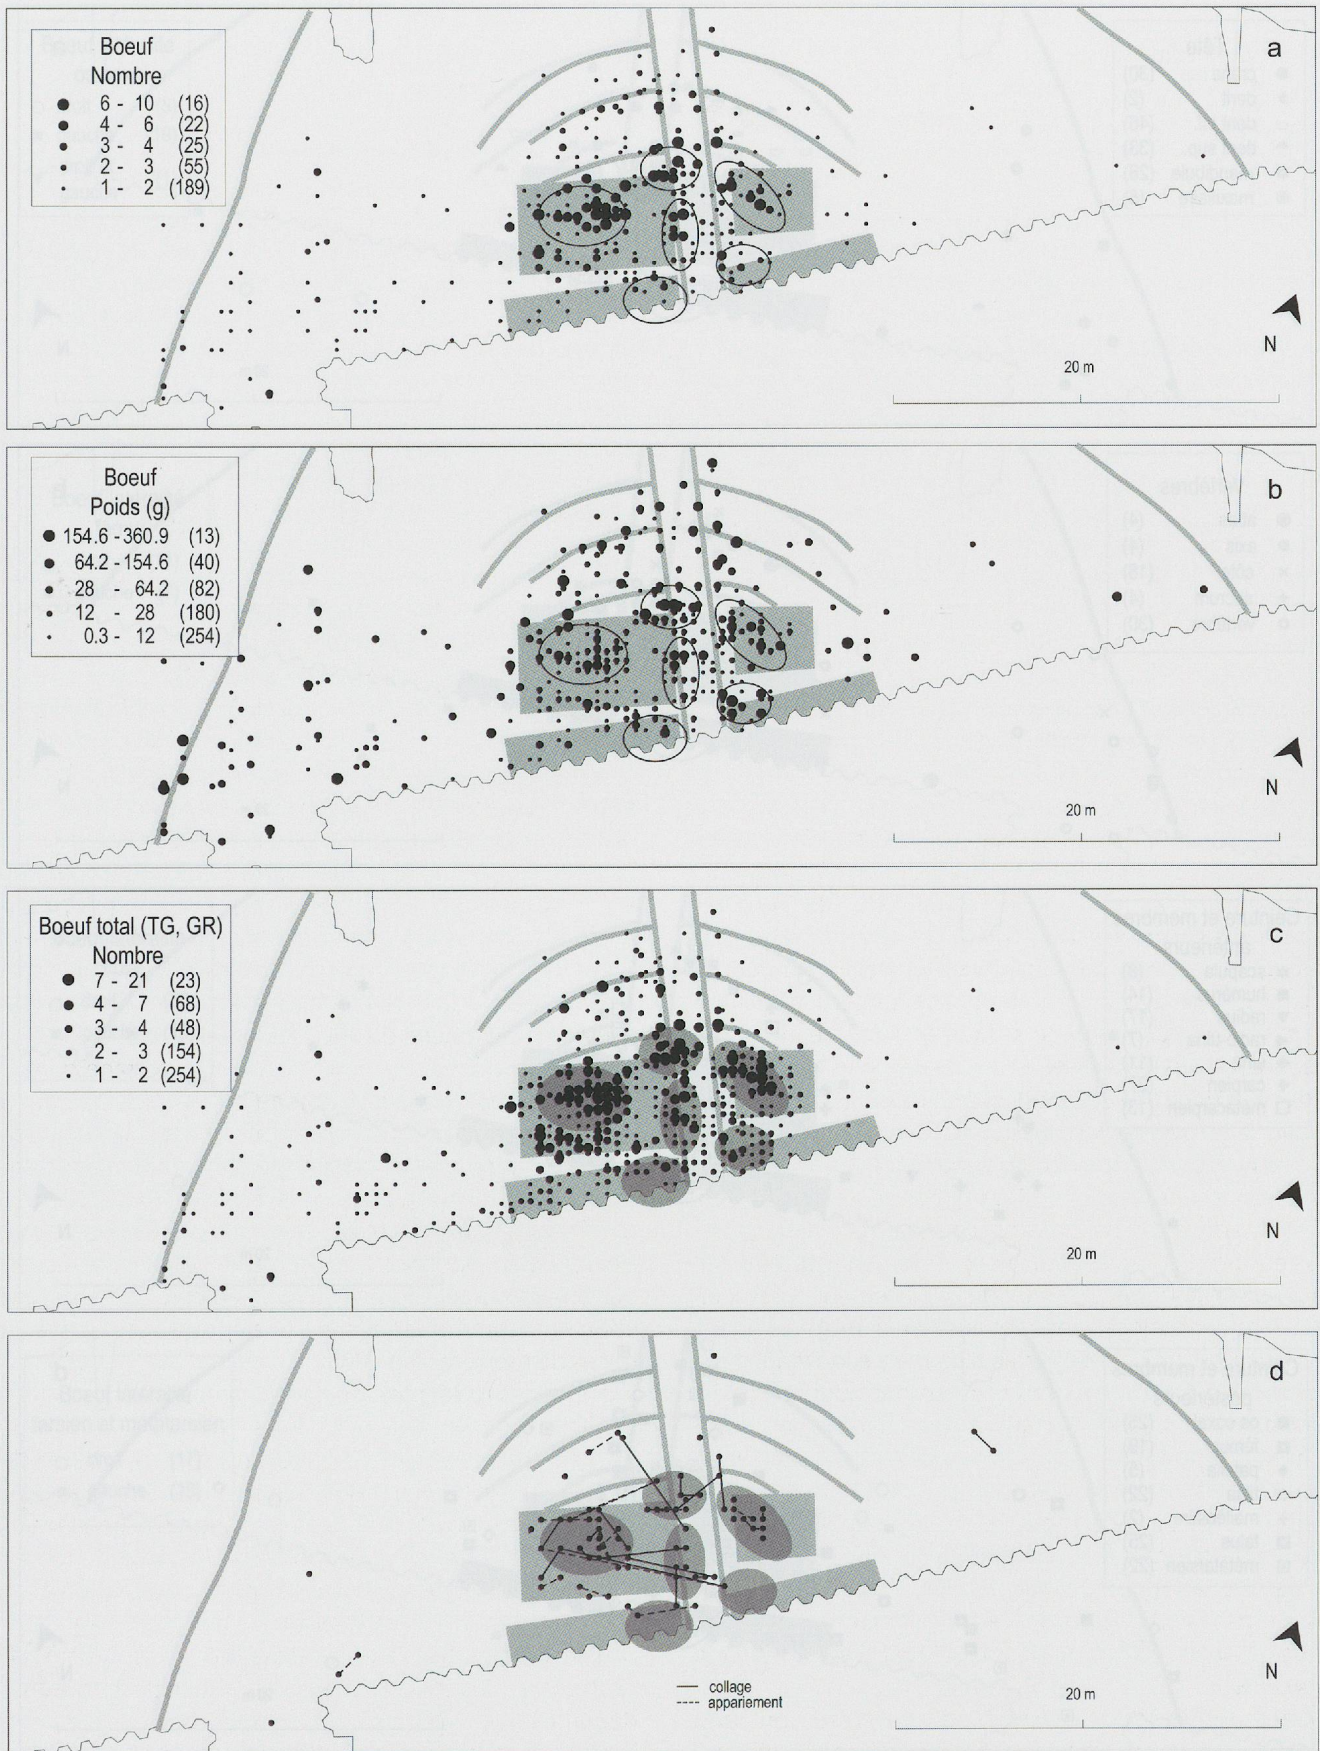 Boeuf
Nombre
6 - 10 (16)
4 - 6 (22)
3 - 4 (25)
2 - 3 (55)
1 - 2 (189)
a
N
20 m
Boeuf
Poids (g)
154.6 - 360.9 (13)
64.2 - 154.6 (40)
28 - 64.2 (82)
12 - 28 (180)
0.3 - 12 (254)
b
N
20 m
Boeuf total (TG, GR)
Nombre
7 - 21 (23)
4 - 7 (68)
3 - 4 (48)
2 - 3 (154)
1 - 2 (254)
c
N
20 m
d
N
collage
appariement
20 m